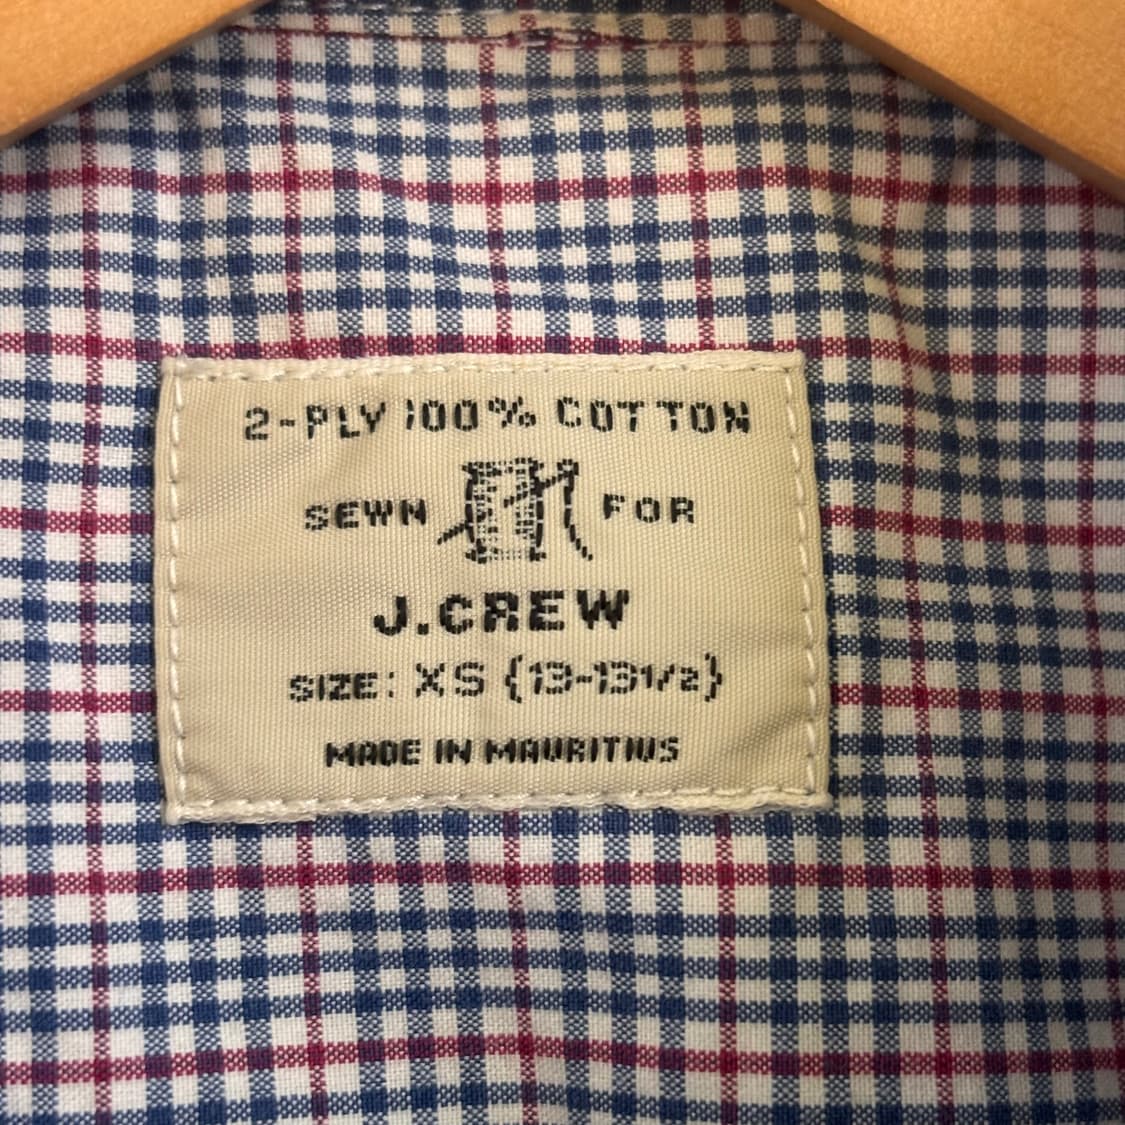 2-PLY 100% COTTON
SEWN FOR
J.CREW
SIZE: XS {13-131/2}
MADE IN MAURITIUS